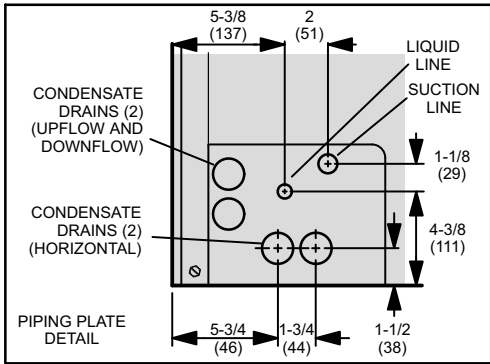 5-3/8
(137)
2
(51)
LIQUID
LINE
SUCTION
LINE
CONDENSATE
DRAINS (2)
(UPFLOW AND
DOWNFLOW)
1-1/8
(29)
CONDENSATE
DRAINS (2)
(HORIZONTAL)
4-3/8
(111)
PIPING PLATE
DETAIL
5-3/4
(46)
1-3/4
(44)
1-1/2
(38)